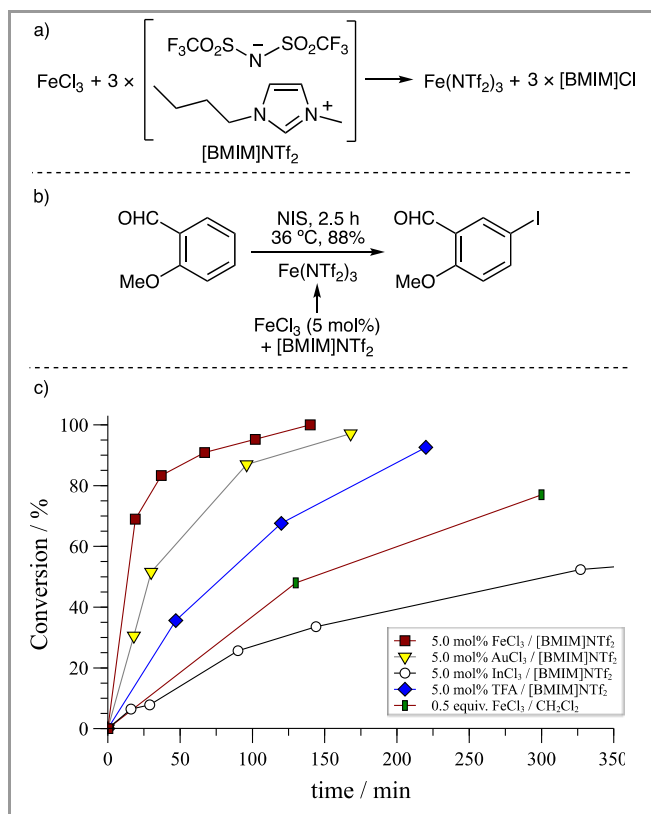 a)
F₃CO₂S SO₂CF₃
N
−
FeCl₃ + 3 × Fe(NTf₂)₃ + 3 × [BMIM]Cl
N N
+
[BMIM]NTf₂
b)
OHC NIS, 2.5 h OHC I
36 ºC, 88%
MeO Fe(NTf₂)₃ MeO
FeCl₃ (5 mol%)
+ [BMIM]NTf₂
c)
100
80
60
40
20
0
Conversion / %
5.0 mol% FeCl₃ / [BMIM]NTf₂
5.0 mol% AuCl₃ / [BMIM]NTf₂
5.0 mol% InCl₃ / [BMIM]NTf₂
5.0 mol% TFA / [BMIM]NTf₂
0.5 equiv. FeCl₃ / CH₂Cl₂
0 50 100 150 200 250 300 350
time / min